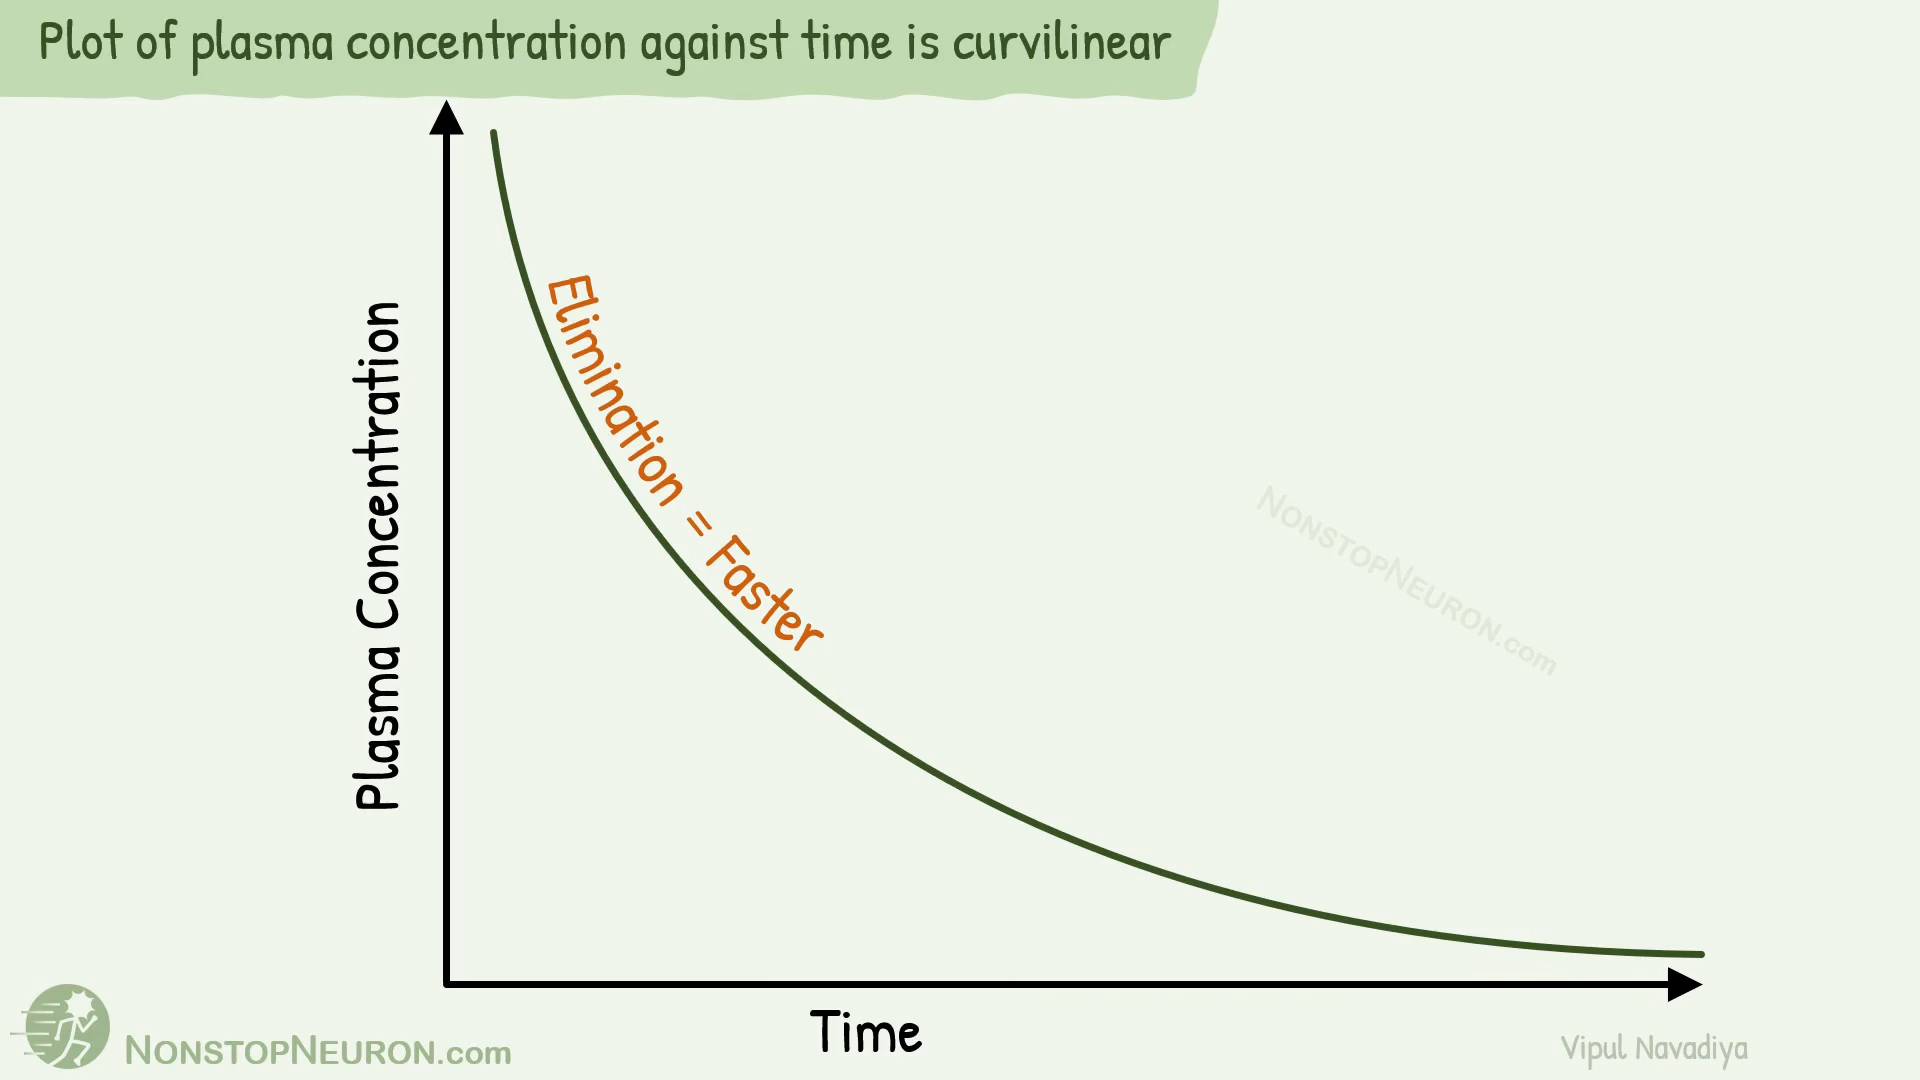 Plot of plasma concentration against time is curvilinear
Plasma Concentration
Elimination = Faster
NonstopNeuron.com
Time
NonstopNeuron.com
Vipul Navadiya